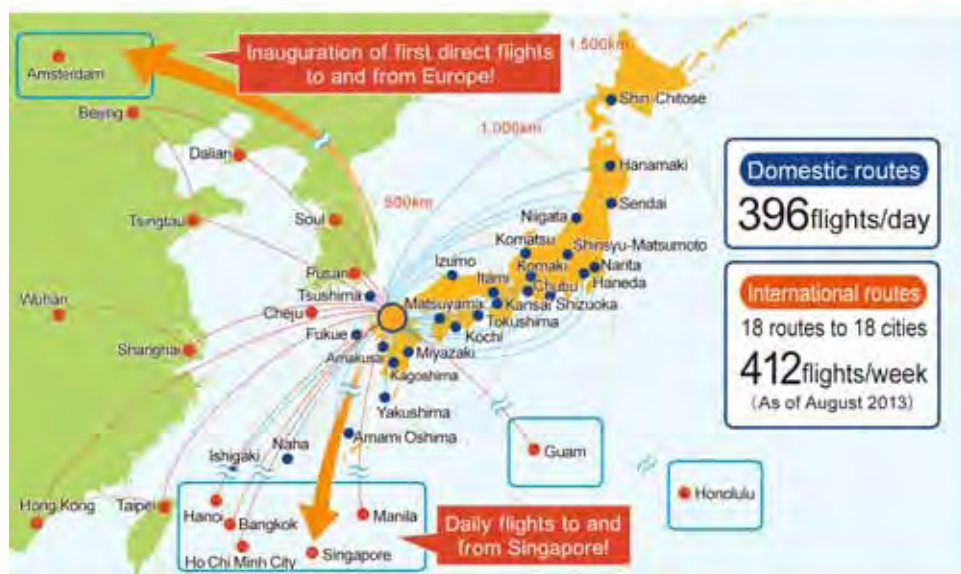 Inauguration of first direct flights
to and from Europe!
1,500km
Amsterdam
Shin-Chitose
Beijing
1,000km
Dalian
Hanamaki
Domestic routes
396flights/day
500km
Sendai
Tsingtau
Soul
Niigata
Komatsu
Shinsyu-Matsumoto
Izumo
Komaki
Narita
Pusan
Itami
Chubu
Haneda
International routes
Wuhan
Tsushima
Matsuyama
Kansai
Shizuoka
Cheju
Tokushima
18 routes to 18 cities
Fukue
Kochi
Shanghai
Amakusa
Miyazaki
412flights/week
Kagoshima
(As of August 2013)
Yakushima
Amami Oshima
Naha
Ishigaki
Guam
Honolulu
Hong Kong
Taipei
Hanoi
Bangkok
Manila
Daily flights to and
from Singapore!
Ho Chi Minh City
Singapore